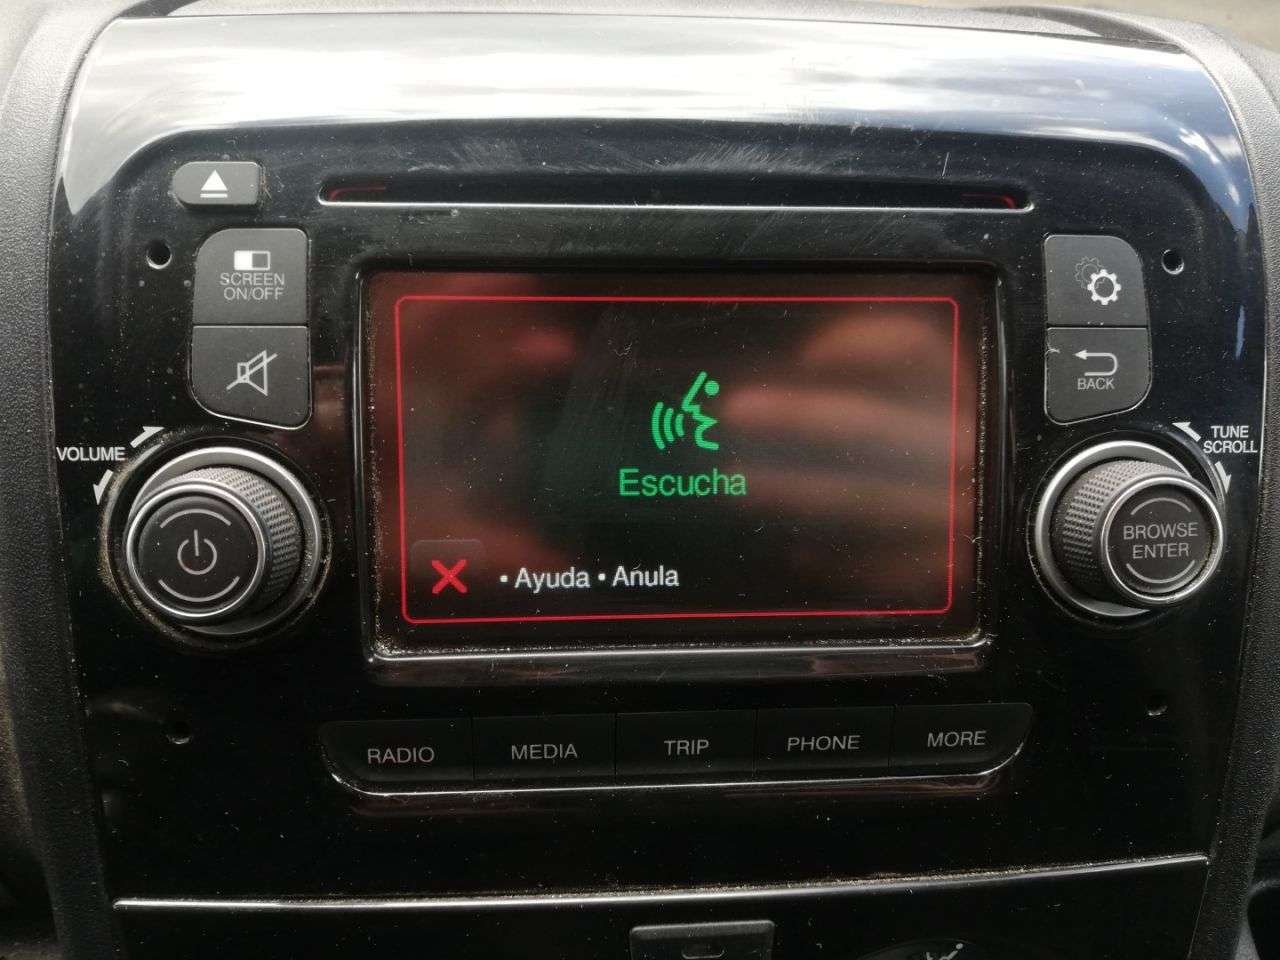 SCREEN
ON/OFF
BACK
VOLUME
TUNE
SCROLL
Escucha
BROWSE
ENTER
• Ayuda • Anula
RADIO MEDIA TRIP PHONE MORE